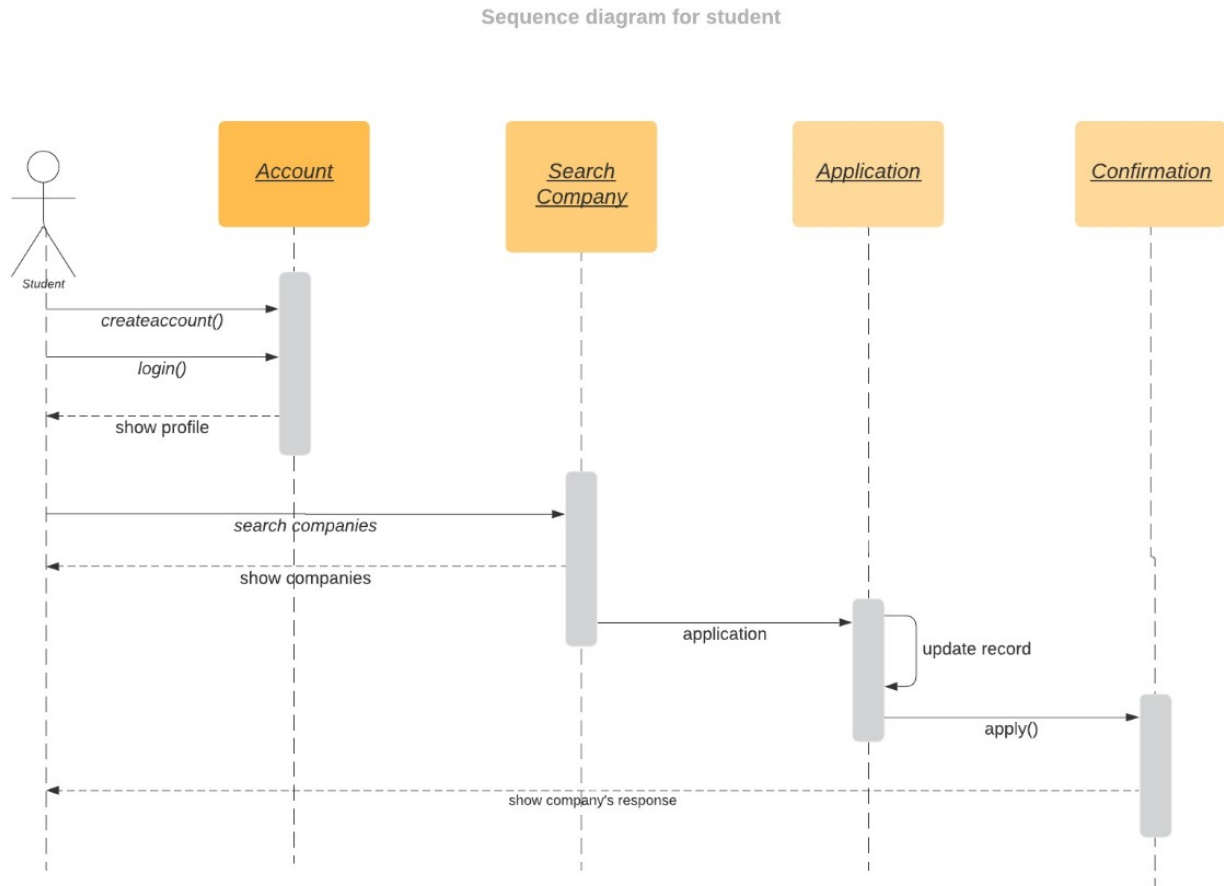 Sequence diagram for student
Account
Search
Company
Application
Confirmation
Student
createaccount()
login()
show profile
search companies
show companies
application
update record
apply()
show company's response